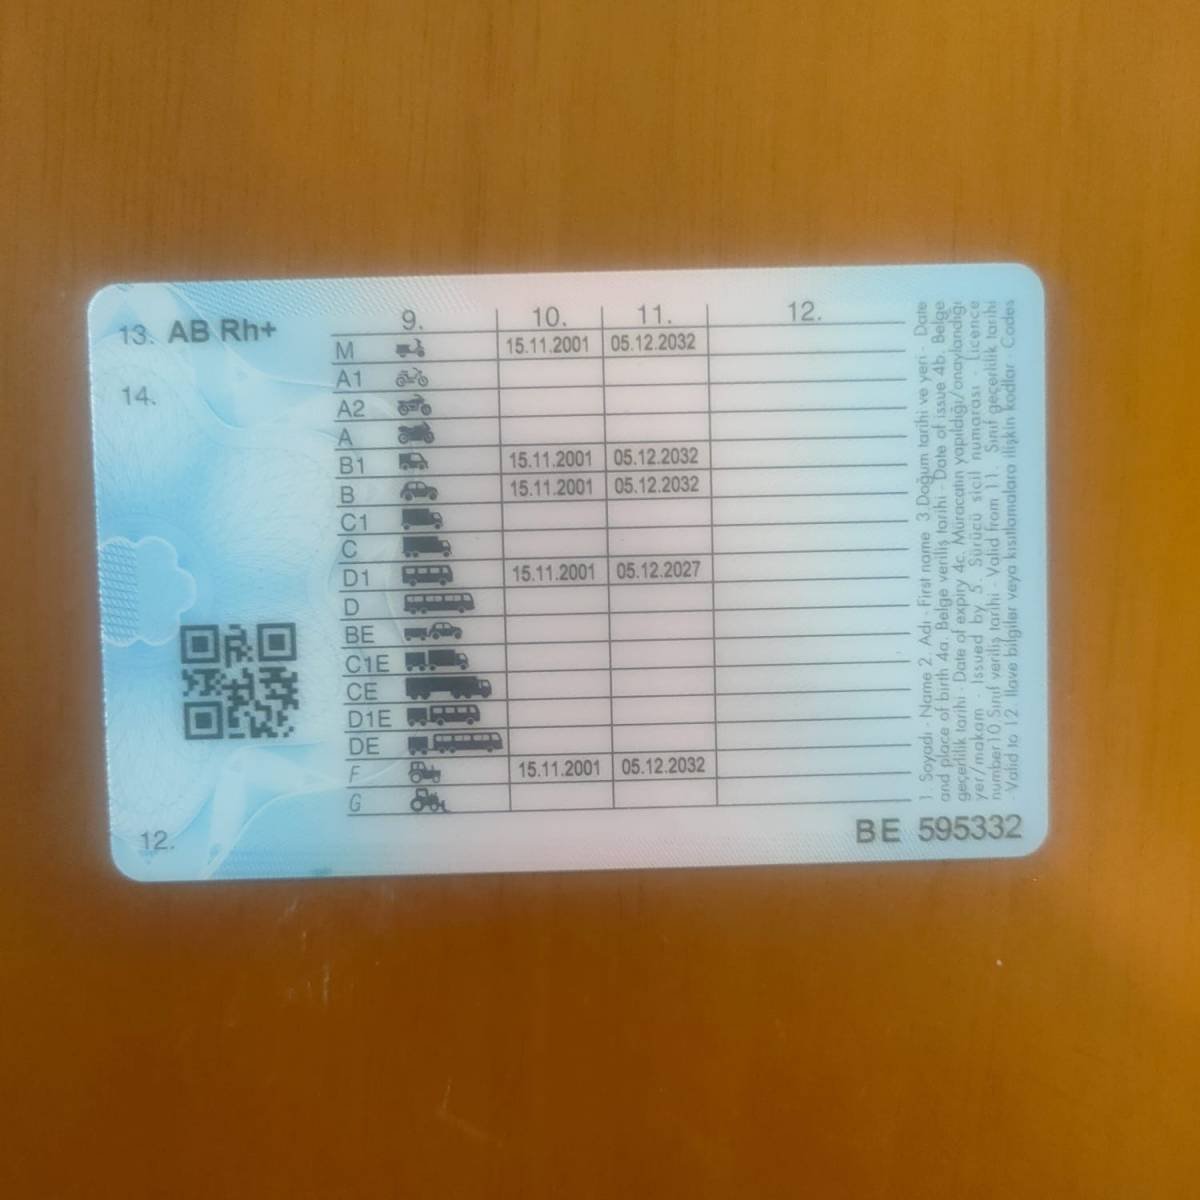 13. AB Rh+
14.
12.
9. 10. 11. 12.
M 15.11.2001 05.12.2032
A1
A2
A
B1 15.11.2001 05.12.2032
B 15.11.2001 05.12.2032
C1
C
D1 15.11.2001 05.12.2027
D
BE
C1E
CE
D1E
DE
F 15.11.2001 05.12.2032
G
1. Soyadı - Name 2. Adı - First name 3.Doğum tarihi ve yeri - Date
and place of birth 4a. Belge veriliş tarihi - Date of issue 4b. Belge
geçerlilik tarihi - Date of expiry 4c. Müracatın yapıldığı/onaylandığı
yer/makam - Issued by 5. Sürücü sicil numarası - Licence
number10.Sınıf veriliş tarihi - Valid from 11. Sınıf geçerlilik tarihi
- Valid to 12. İlave bilgiler veya kısıtlamalara ilişkin kodlar - Codes
BE 595332